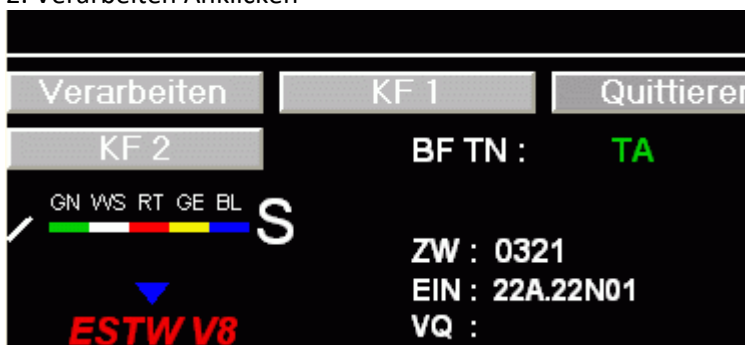 2. Verarbeiten Anklicken
Verarbeiten KF 1 Quittieren
KF 2 BF TN : TA
GN WS RT GE BL S
ZW : 0321
EIN : 22A.22N01
ESTW V8 VQ :